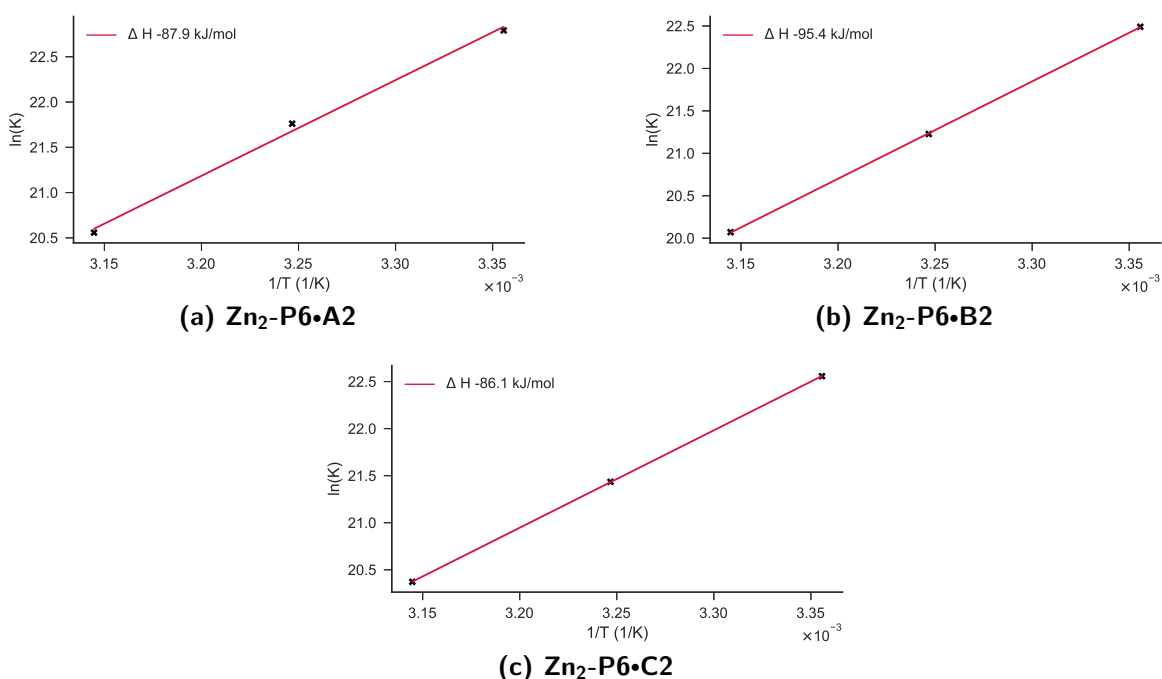 Δ H -87.9 kJ/mol
ln(K)
22.5
22.0
21.5
21.0
20.5
3.15 3.20 3.25 3.30 3.35
1/T (1/K)
×10⁻³
(a) Zn₂-P6•A2
Δ H -95.4 kJ/mol
ln(K)
22.5
22.0
21.5
21.0
20.5
20.0
3.15 3.20 3.25 3.30 3.35
1/T (1/K)
×10⁻³
(b) Zn₂-P6•B2
Δ H -86.1 kJ/mol
ln(K)
22.5
22.0
21.5
21.0
20.5
3.15 3.20 3.25 3.30 3.35
1/T (1/K)
×10⁻³
(c) Zn₂-P6•C2